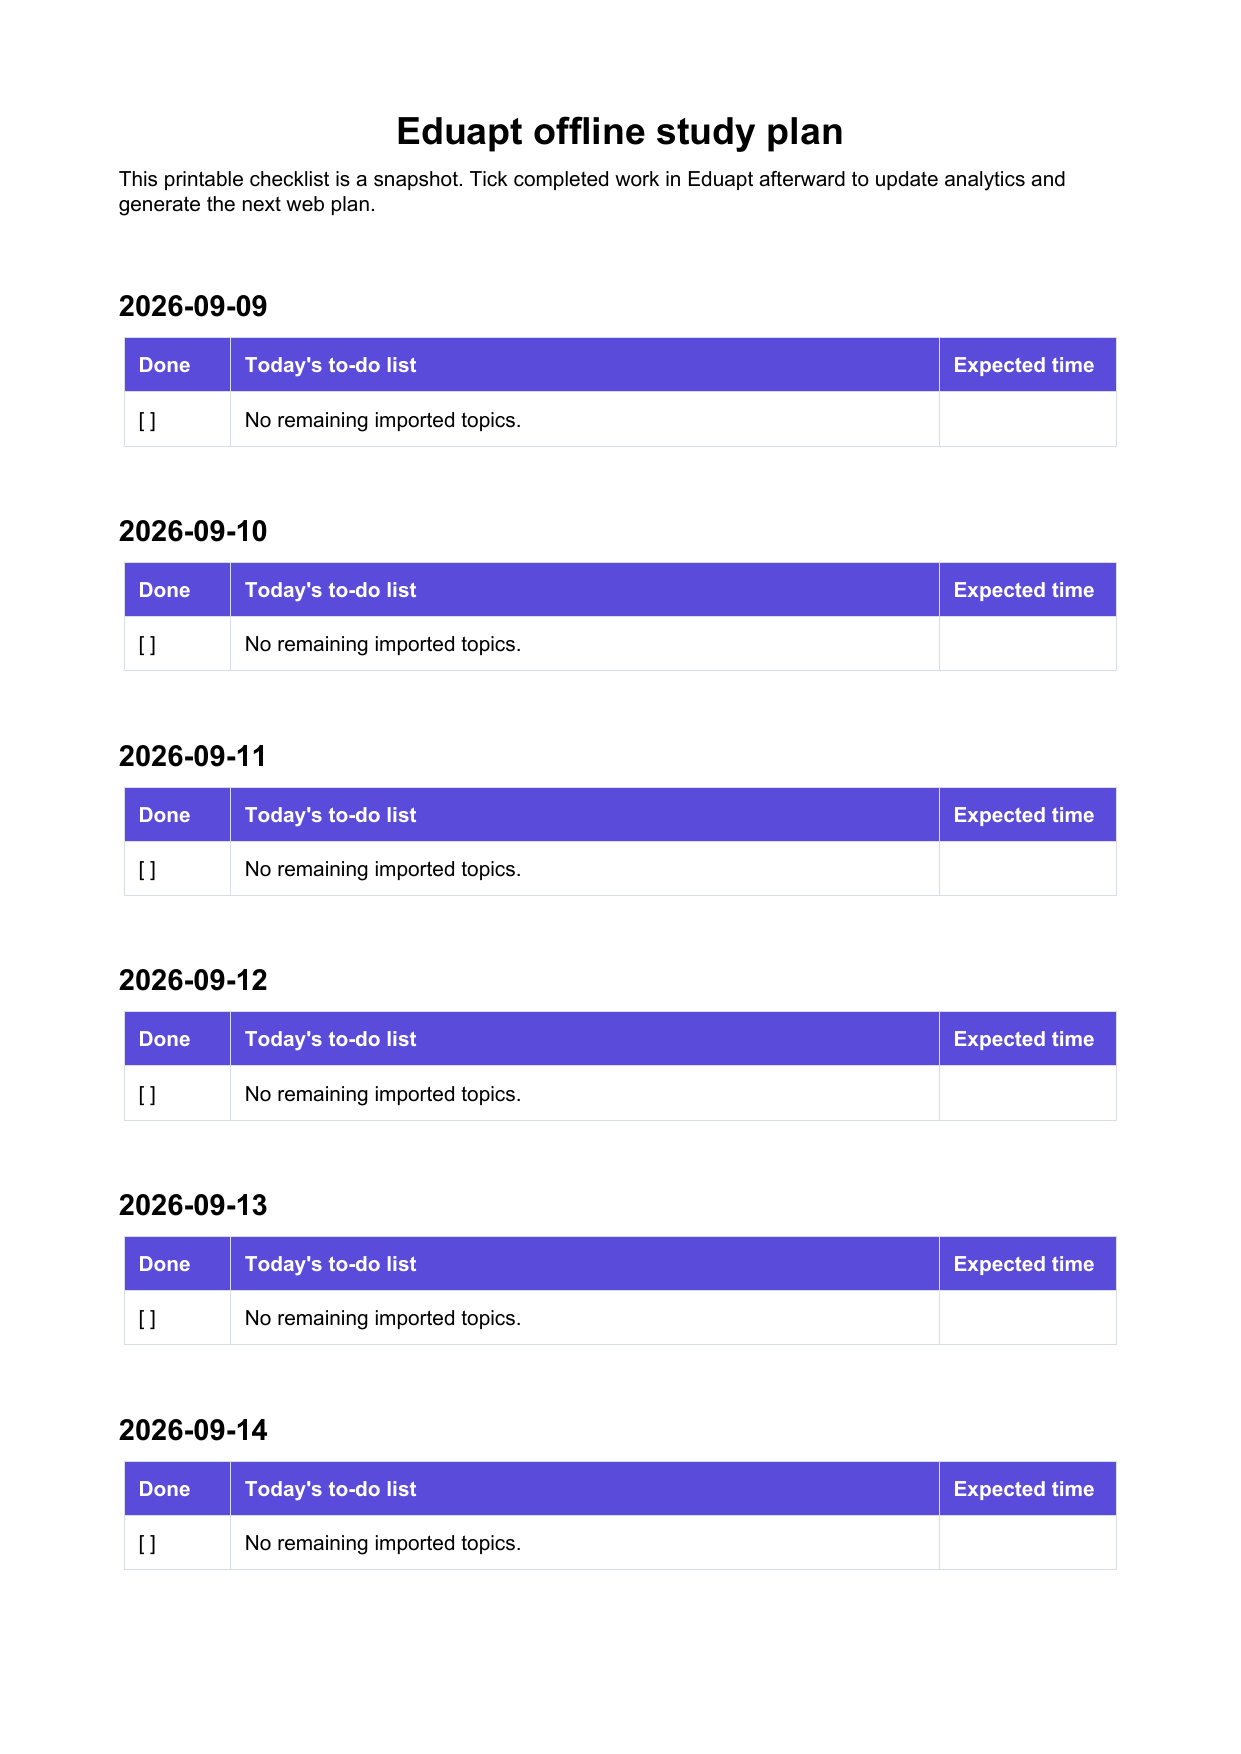 Eduapt offline study plan
This printable checklist is a snapshot. Tick completed work in Eduapt afterward to update analytics and
generate the next web plan.
2026-09-09
Done Today's to-do list Expected time
[ ] No remaining imported topics.
2026-09-10
Done Today's to-do list Expected time
[ ] No remaining imported topics.
2026-09-11
Done Today's to-do list Expected time
[ ] No remaining imported topics.
2026-09-12
Done Today's to-do list Expected time
[ ] No remaining imported topics.
2026-09-13
Done Today's to-do list Expected time
[ ] No remaining imported topics.
2026-09-14
Done Today's to-do list Expected time
[ ] No remaining imported topics.